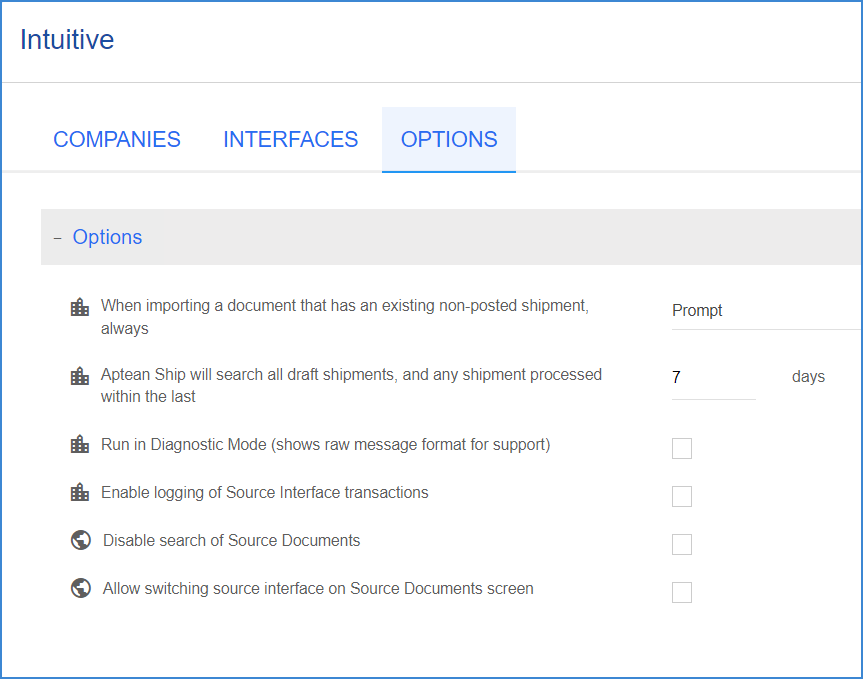 Intuitive
COMPANIES INTERFACES OPTIONS
– Options
When importing a document that has an existing non-posted shipment,
always
Prompt
Aptean Ship will search all draft shipments, and any shipment processed
within the last
7 days
Run in Diagnostic Mode (shows raw message format for support)
Enable logging of Source Interface transactions
Disable search of Source Documents
Allow switching source interface on Source Documents screen